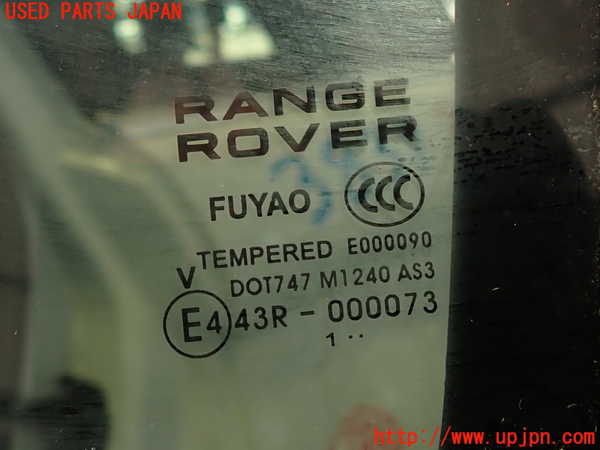 USED PARTS JAPAN
RANGE
ROVER
FUYAO CCC
TEMPERED E000090
V
DOT747 M1240 AS3
E4 43R - 000073
1 ··
http://www.upjpn.com/